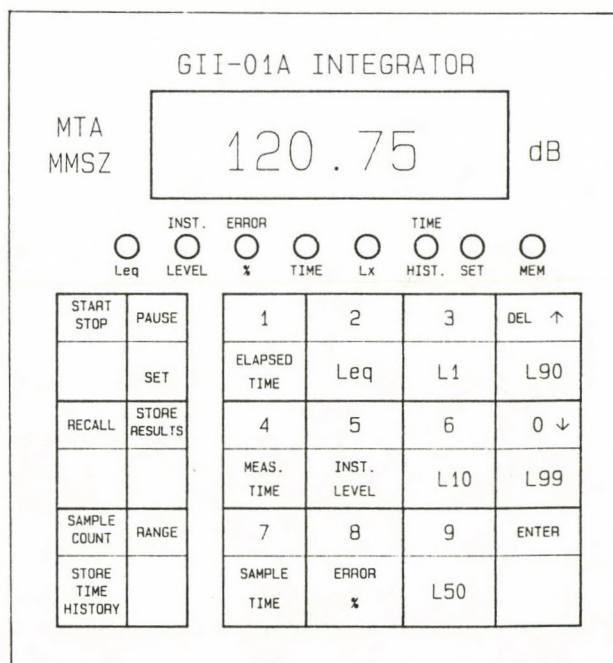 GII-01A INTEGRATOR
MTA
MMSZ
120.75
dB
INST. ERROR TIME
Leq LEVEL % TIME Lx HIST. SET MEM
START
STOP
PAUSE
SET
RECALL
STORE
RESULTS
SAMPLE
COUNT
RANGE
STORE
TIME
HISTORY
1 2 3 DEL ↑
ELAPSED
TIME
Leq L1 L90
4 5 6 0 ↓
MEAS.
TIME
INST.
LEVEL
L10 L99
7 8 9 ENTER
SAMPLE
TIME
ERROR
%
L50